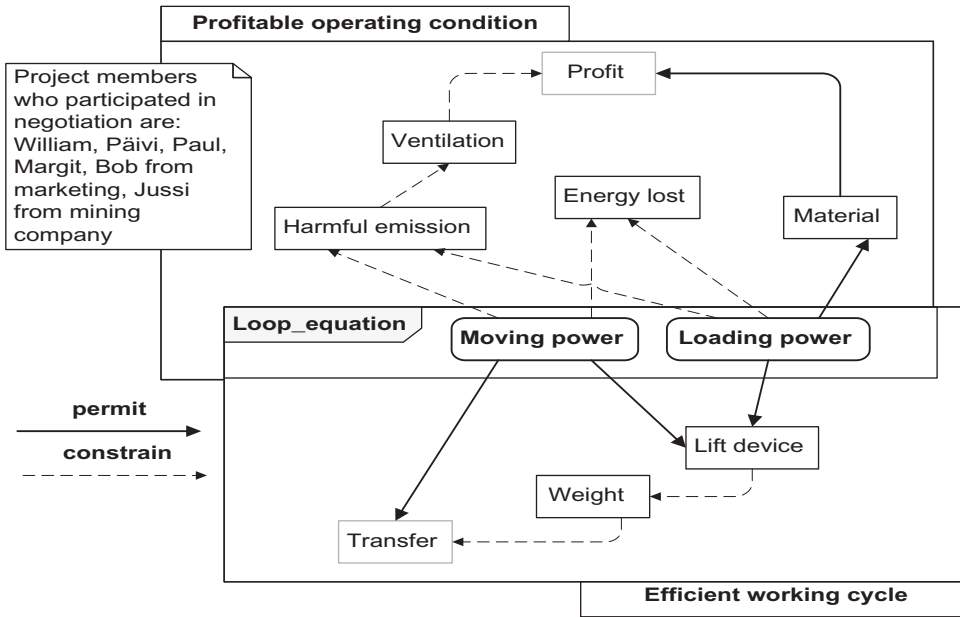 Profitable operating condition
Project members
who participated in
negotiation are:
William, Päivi, Paul,
Margit, Bob from
marketing, Jussi
from mining
company
Profit
Ventilation
Energy lost
Harmful emission
Material
Loop_equation
Moving power
Loading power
permit
constrain
Lift device
Weight
Transfer
Efficient working cycle